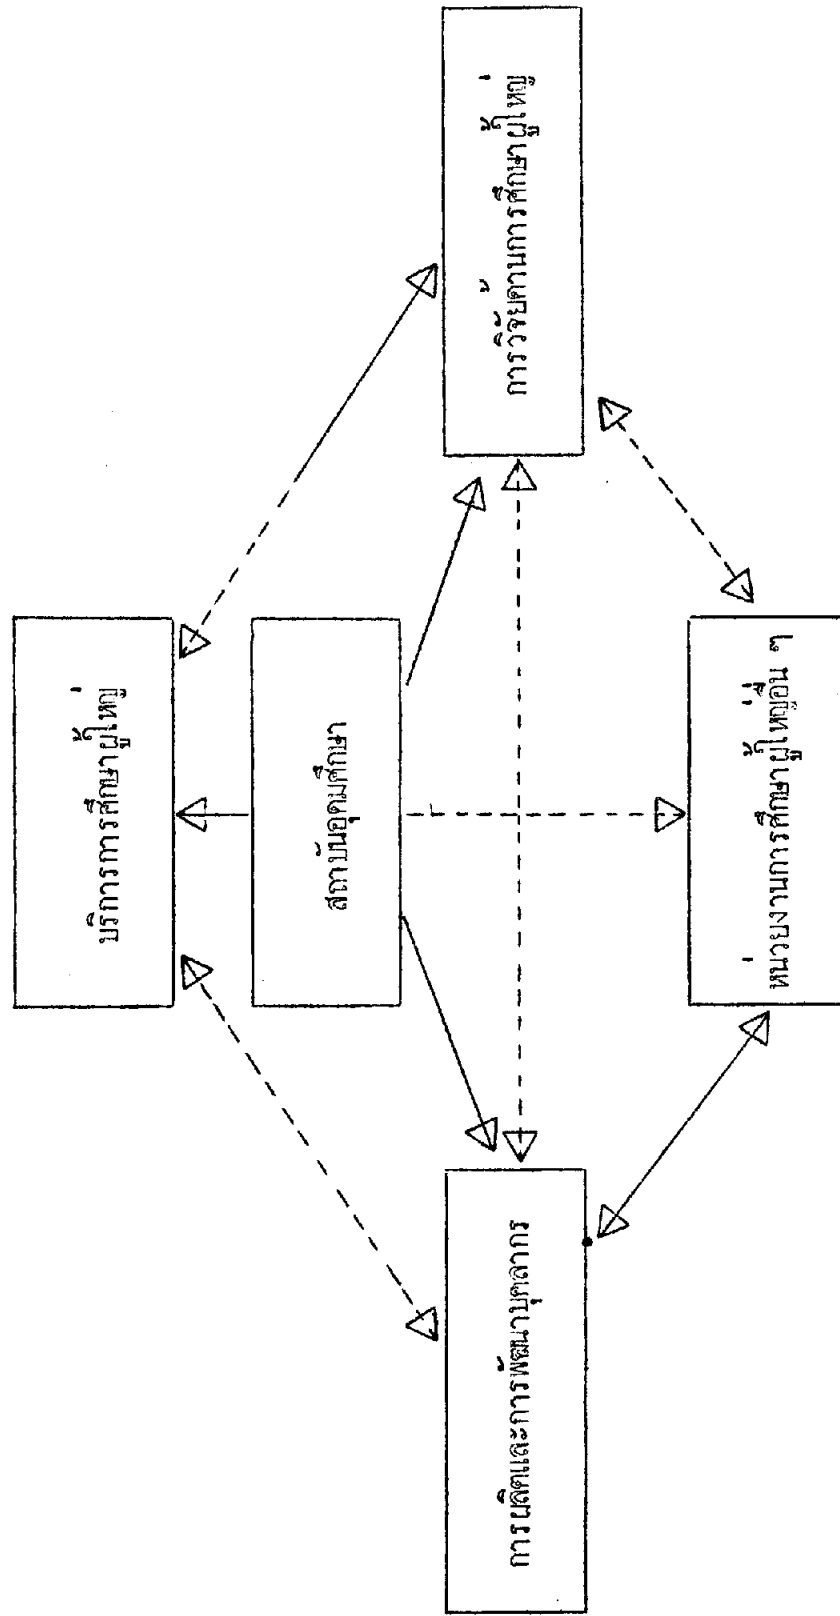 บริการการศึกษาผู้ใหญ่
สถาบันอุดมศึกษา
การผลิตและการพัฒนาบุคลากร
การวิจัยด้านการศึกษาผู้ใหญ่
หน่วยงานการศึกษาผู้ใหญ่อื่น ๆ